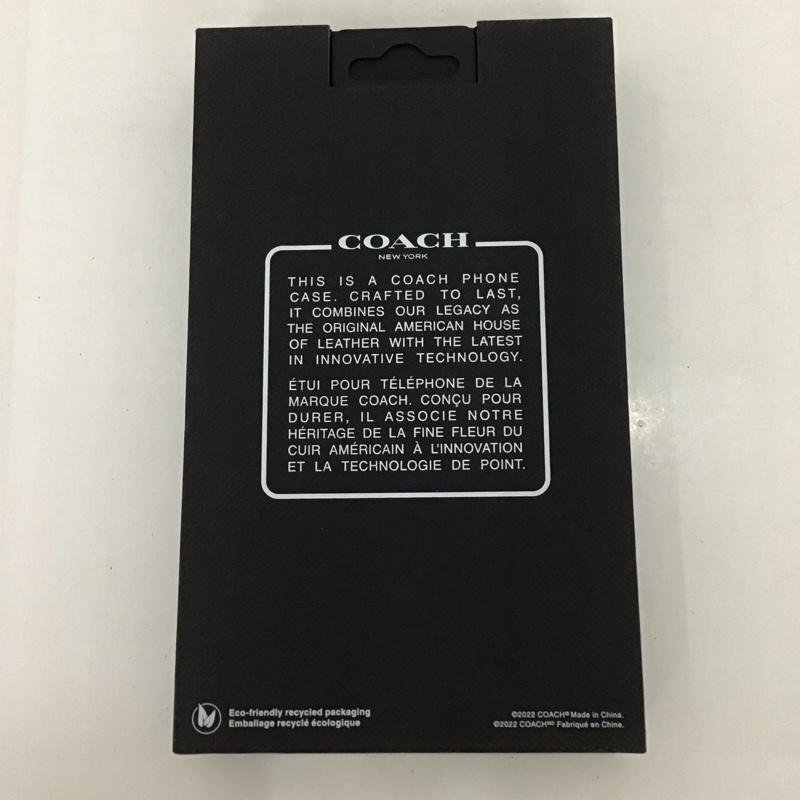 COACH
NEW YORK
THIS IS A COACH PHONE
CASE. CRAFTED TO LAST,
IT COMBINES OUR LEGACY AS
THE ORIGINAL AMERICAN HOUSE
OF LEATHER WITH THE LATEST
IN INNOVATIVE TECHNOLOGY.
ÉTUI POUR TÉLÉPHONE DE LA
MARQUE COACH. CONÇU POUR
DURER, IL ASSOCIE NOTRE
HÉRITAGE DE LA FINE FLEUR DU
CUIR AMÉRICAIN À L'INNOVATION
ET LA TECHNOLOGIE DE POINT.
Eco-friendly recycled packaging
Emballage recyclé écologique
©2022 COACH® Made in China.
©2022 COACHᴹᴰ Fabriqué en Chine.